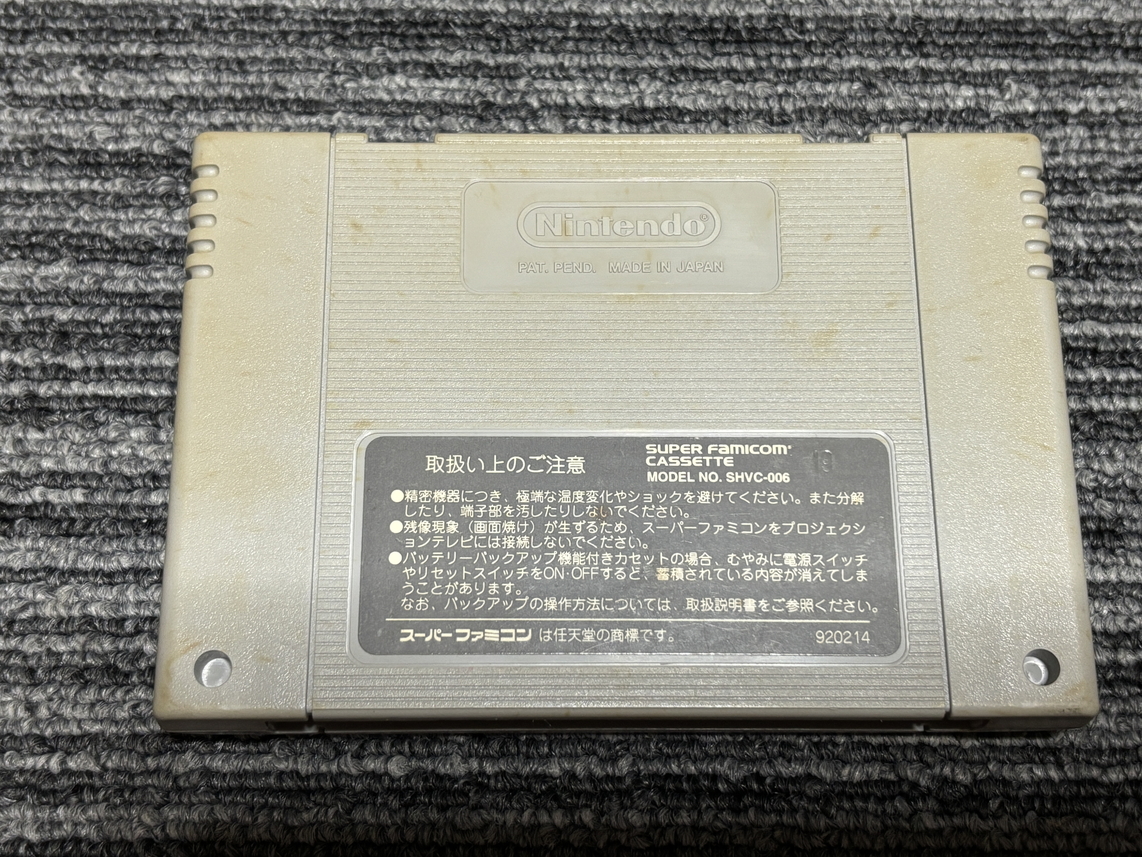 Nintendo®
PAT. PEND. MADE IN JAPAN
取扱い上のご注意
SUPER FAMICOM®
CASSETTE
MODEL NO. SHVC-006
19
●精密機器につき、極端な温度変化やショックを避けてください。また分解
したり、端子部を汚したりしないでください。
●残像現象(画面焼け)が生ずるため、スーパーファミコンをプロジェクシ
ョンテレビには接続しないでください。
●バッテリーバックアップ機能付きカセットの場合、むやみに電源スイッチ
やリセットスイッチをON·OFFすると、蓄積されている内容が消えてしま
うことがあります。
なお、バックアップの操作方法については、取扱説明書をご参照ください。
スーパーファミコンは任天堂の商標です。
920214